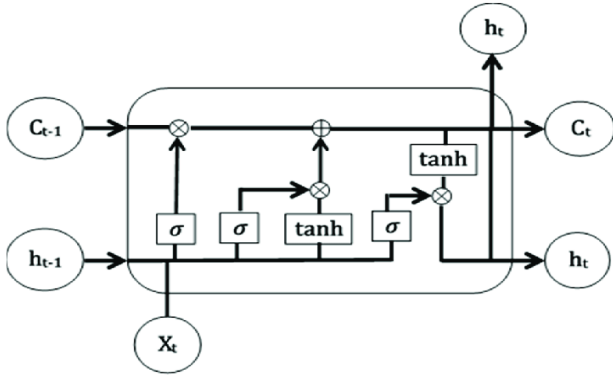 hₜ
Cₜ₋₁
Cₜ
tanh
σ
σ
tanh
σ
hₜ₋₁
hₜ
Xₜ